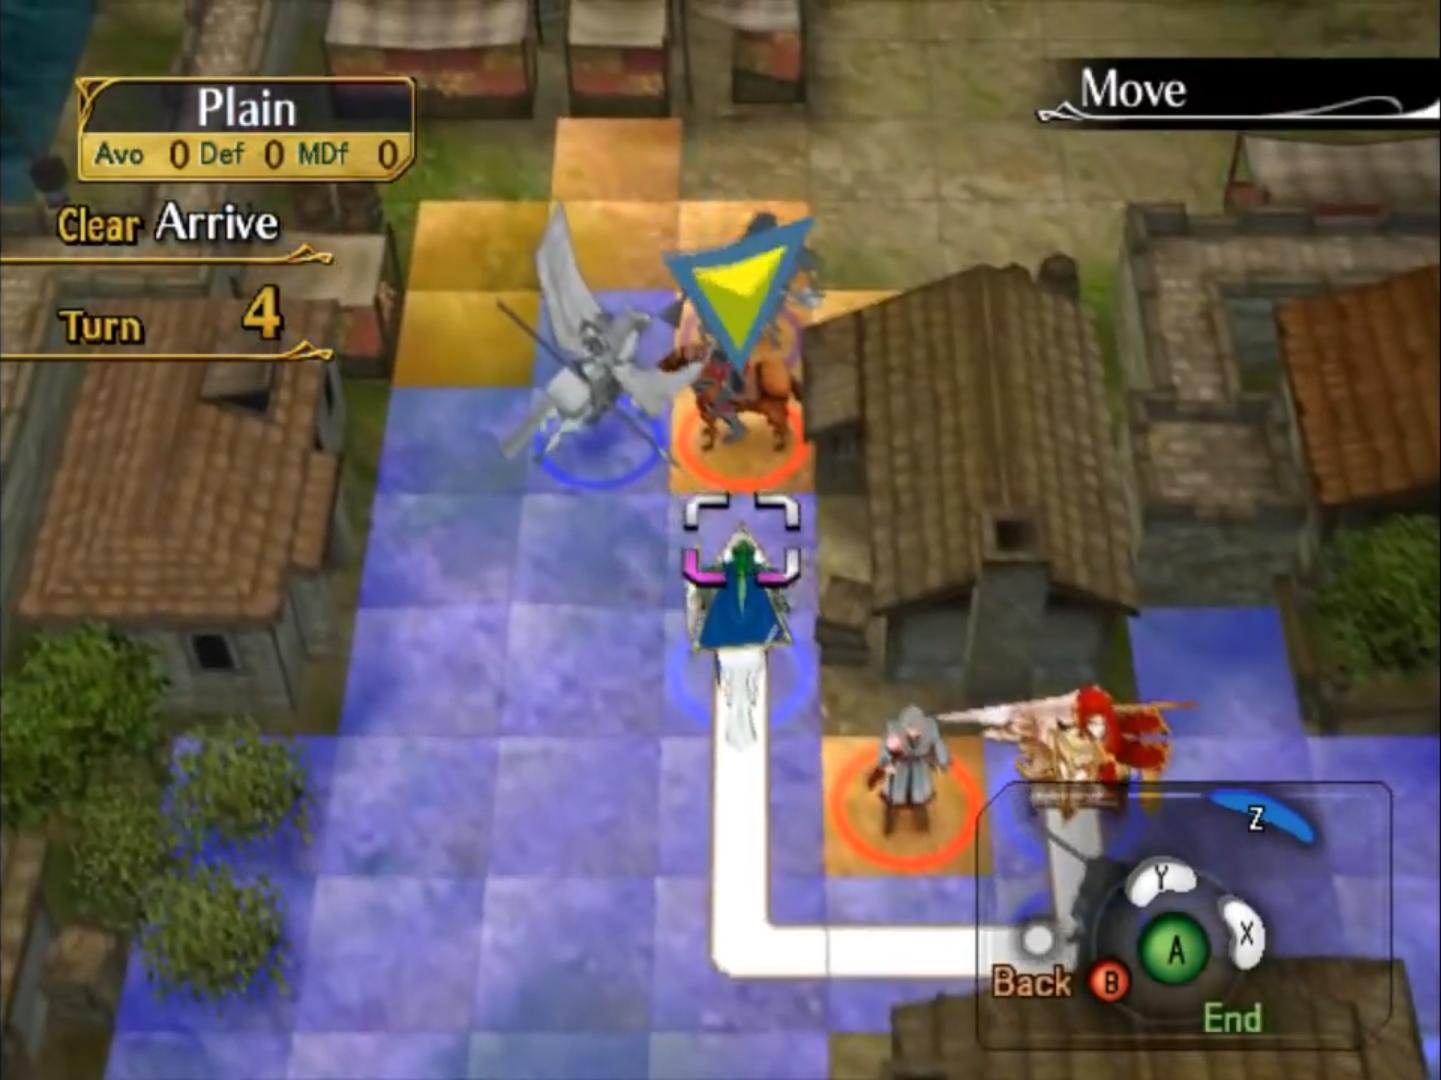 Plain
Avo 0 Def 0 MDf 0
Move
Clear Arrive
Turn 4
Z
Y
X
A
Back B
End